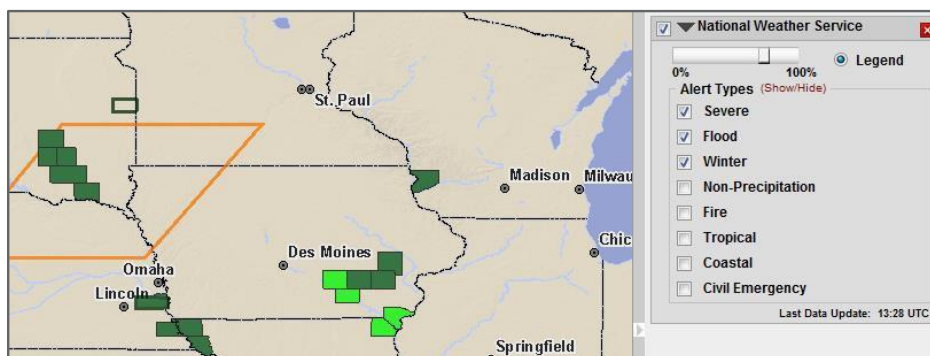 St. Paul
Madison
Milwau
Des Moines
Chic
Omaha
Lincoln
Springfield
National Weather Service
0% 100%
Legend
Alert Types (Show/Hide)
Severe
Flood
Winter
Non-Precipitation
Fire
Tropical
Coastal
Civil Emergency
Last Data Update: 13:28 UTC